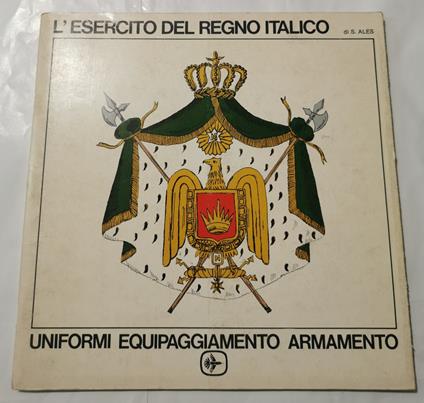 L'ESERCITO DEL REGNO ITALICO di S. ALES
UNIFORMI EQUIPAGGIAMENTO ARMAMENTO